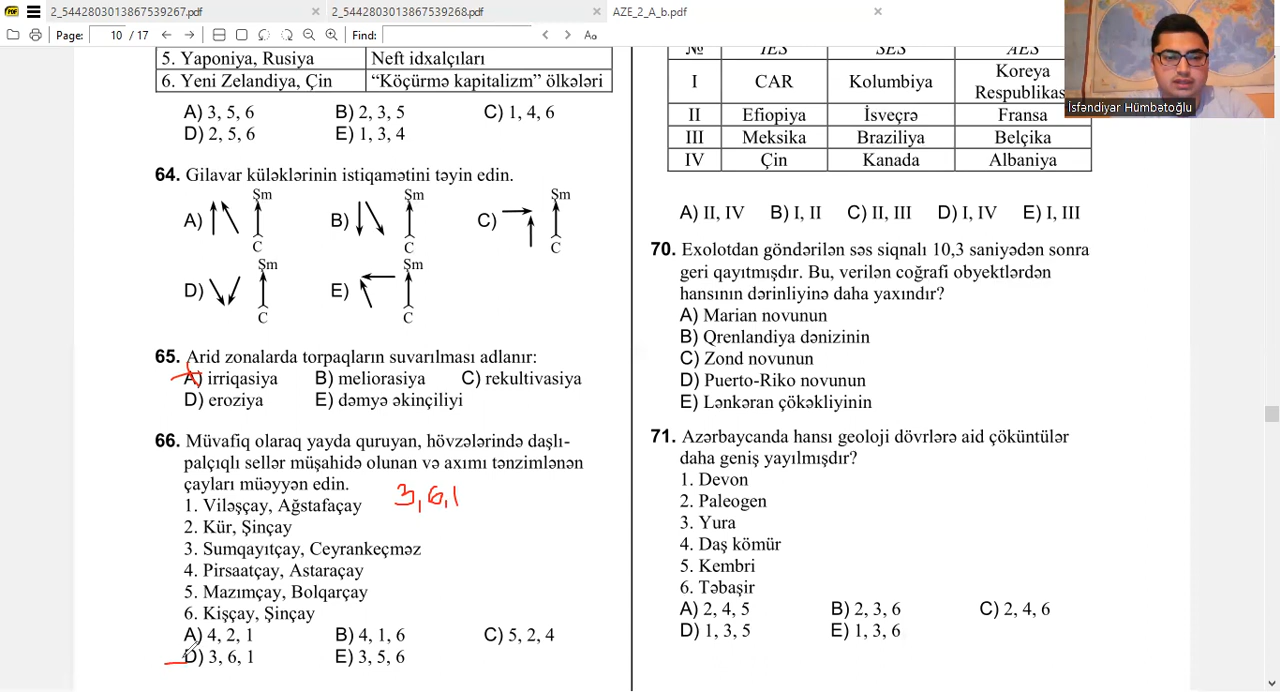 2_5442803013867539267.pdf
2_5442803013867539268.pdf
AZE_2_A_b.pdf
Page: 10 / 17
Find:
5. Yaponiya, Rusiya Neft idxalçıları
6. Yeni Zelandiya, Çin “Köçürmə kapitalizm” ölkələri
A) 3, 5, 6 B) 2, 3, 5 C) 1, 4, 6
D) 2, 5, 6 E) 1, 3, 4
64. Gilavar küləklərinin istiqamətini təyin edin.
A) Şm C B) Şm C C) Şm C
D) Şm C E) Şm C
65. Arid zonalarda torpaqların suvarılması adlanır:
A) irriqasiya B) meliorasiya C) rekultivasiya
D) eroziya E) dəmyə əkinçiliyi
66. Müvafiq olaraq yayda quruyan, hövzələrində daşlı-
palçıqlı sellər müşahidə olunan və axımı tənzimlənən
çayları müəyyən edin.
1. Viləşçay, Ağstafaçay
3, 6, 1
2. Kür, Şinçay
3. Sumqayıtçay, Ceyrankeçməz
4. Pirsaatçay, Astaraçay
5. Mazımçay, Bolqarçay
6. Kişçay, Şinçay
A) 4, 2, 1 B) 4, 1, 6 C) 5, 2, 4
D) 3, 6, 1 E) 3, 5, 6
№ İES SES AES
I CAR Kolumbiya Koreya
Respublikas
II Efiopiya İsveçrə Fransa
III Meksika Braziliya Belçika
IV Çin Kanada Albaniya
A) II, IV B) I, II C) II, III D) I, IV E) I, III
70. Exolotdan göndərilən səs siqnalı 10,3 saniyədən sonra
geri qayıtmışdır. Bu, verilən coğrafi obyektlərdən
hansının dərinliyinə daha yaxındır?
A) Marian novunun
B) Qrenlandiya dənizinin
C) Zond novunun
D) Puerto-Riko novunun
E) Lənkəran çökəkliyinin
71. Azərbaycanda hansı geoloji dövrlərə aid çöküntülər
daha geniş yayılmışdır?
1. Devon
2. Paleogen
3. Yura
4. Daş kömür
5. Kembri
6. Təbaşir
A) 2, 4, 5 B) 2, 3, 6 C) 2, 4, 6
D) 1, 3, 5 E) 1, 3, 6
İsfəndiyar Hümbətoğlu